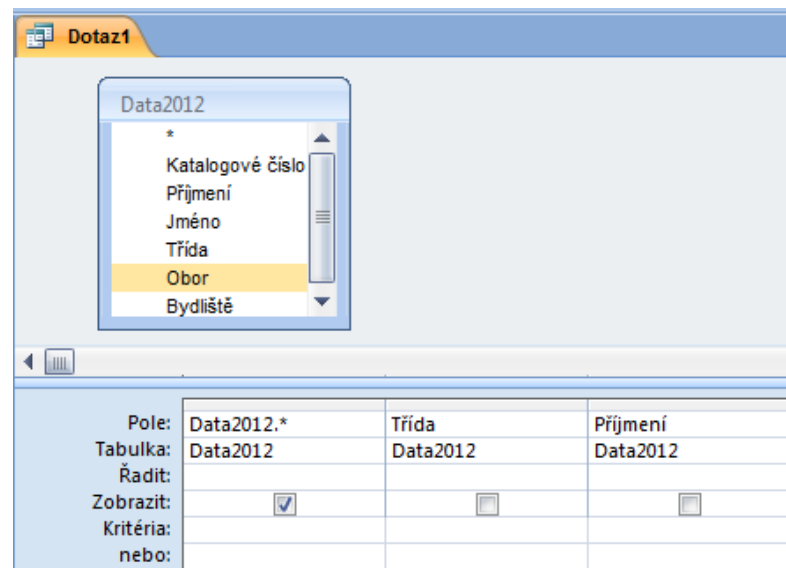 Dotaz1
Data2012
*
Katalogové číslo
Příjmení
Jméno
Třída
Obor
Bydliště
Pole: Data2012.* Třída Příjmení
Tabulka: Data2012 Data2012 Data2012
Řadit:
Zobrazit:
Kritéria:
nebo: